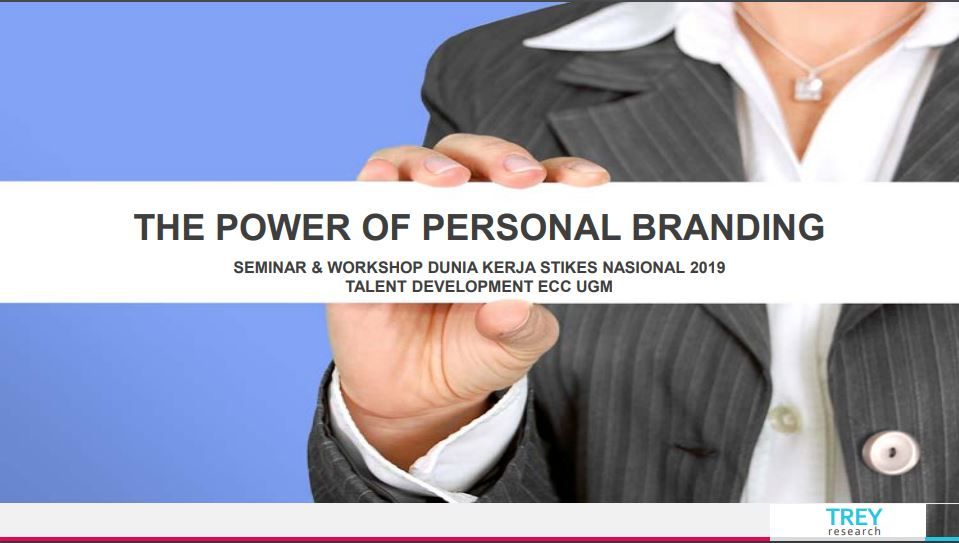 THE POWER OF PERSONAL BRANDING
SEMINAR & WORKSHOP DUNIA KERJA STIKES NASIONAL 2019
TALENT DEVELOPMENT ECC UGM
TREY
research